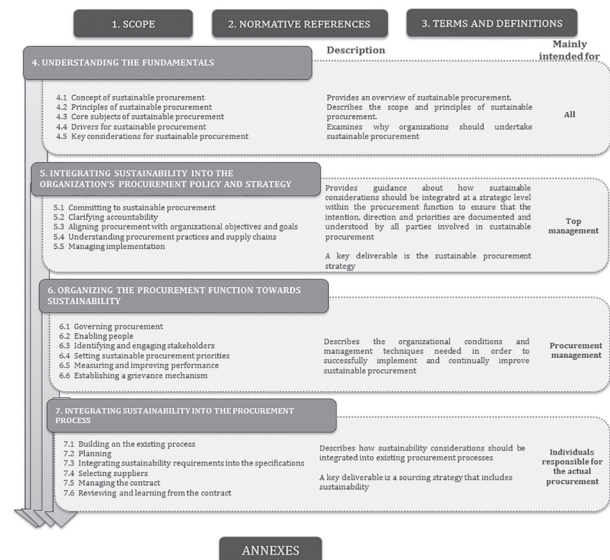 1. SCOPE
2. NORMATIVE REFERENCES
3. TERMS AND DEFINITIONS
Description
Mainly
intended for
4. UNDERSTANDING THE FUNDAMENTALS
4.1 Concept of sustainable procurement
4.2 Principles of sustainable procurement
4.3 Core subjects of sustainable procurement
4.4 Drivers for sustainable procurement
4.5 Key considerations for sustainable procurement
Provides an overview of sustainable procurement.
Describes the scope and principles of sustainable
procurement.
Examines why organizations should undertake
sustainable procurement
All
5. INTEGRATING SUSTAINABILITY INTO THE
ORGANIZATION'S PROCUREMENT POLICY AND STRATEGY
5.1 Committing to sustainable procurement
5.2 Clarifying accountability
5.3 Aligning procurement with organizational objectives and goals
5.4 Understanding procurement practices and supply chains
5.5 Managing implementation
Provides guidance about how sustainable
considerations should be integrated at a strategic level
within the procurement function to ensure that the
intention, direction and priorities are documented and
understood by all parties involved in sustainable
procurement
A key deliverable is the sustainable procurement
strategy
Top
management
6. ORGANIZING THE PROCUREMENT FUNCTION TOWARDS
SUSTAINABILITY
6.1 Governing procurement
6.2 Enabling people
6.3 Identifying and engaging stakeholders
6.4 Setting sustainable procurement priorities
6.5 Measuring and improving performance
6.6 Establishing a grievance mechanism
Describes the organizational conditions and
management techniques needed in order to
successfully implement and continually improve
sustainable procurement
Procurement
management
7. INTEGRATING SUSTAINABILITY INTO THE PROCUREMENT
PROCESS
7.1 Building on the existing process
7.2 Planning
7.3 Integrating sustainability requirements into the specifications
7.4 Selecting suppliers
7.5 Managing the contract
7.6 Reviewing and learning from the contract
Describes how sustainability considerations should be
integrated into existing procurement processes
A key deliverable is a sourcing strategy that includes
sustainability
Individuals
responsible for
the actual
procurement
ANNEXES